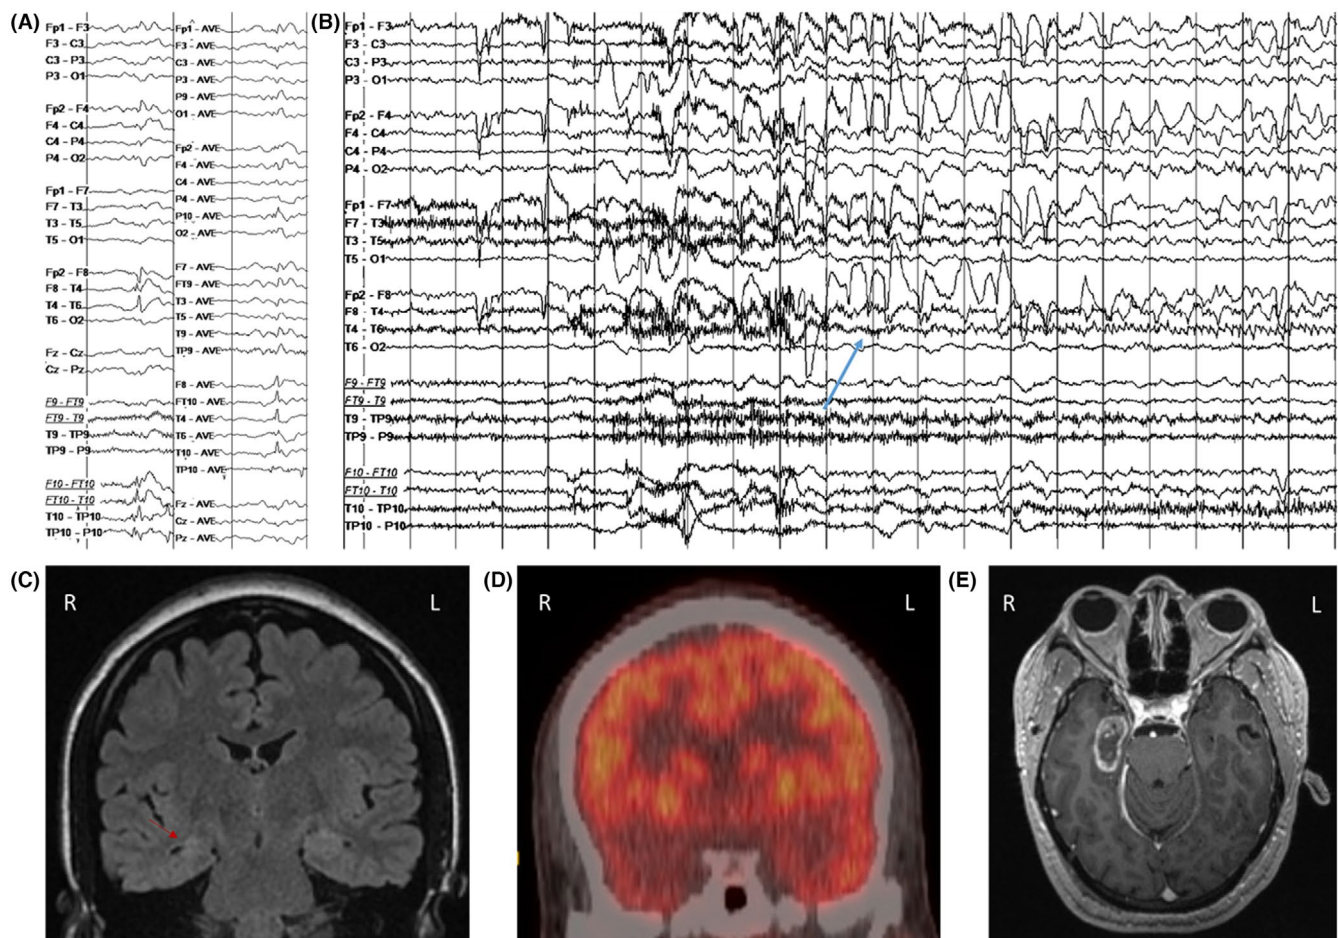 (A)
Fp1 - F3
F3 - C3
C3 - P3
P3 - O1
Fp2 - F4
F4 - C4
C4 - P4
P4 - O2
Fp1 - F7
F7 - T3
T3 - T5
T5 - O1
Fp2 - F8
F8 - T4
T4 - T6
T6 - O2
Fz - Cz
Cz - Pz
F9 - FT9
FT9 - T9
T9 - TP9
TP9 - P9
F10 - FT10
FT10 - T10
T10 - TP10
TP10 - P10
Fp1 - AVE
F3 - AVE
C3 - AVE
P3 - AVE
P9 - AVE
O1 - AVE
Fp2 - AVE
F4 - AVE
C4 - AVE
P4 - AVE
P10 - AVE
O2 - AVE
F7 - AVE
FT9 - AVE
T3 - AVE
T5 - AVE
T9 - AVE
TP9 - AVE
F8 - AVE
FT10 - AVE
T4 - AVE
T6 - AVE
T10 - AVE
TP10 - AVE
Fz - AVE
Cz - AVE
Pz - AVE
(B)
Fp1 - F3
F3 - C3
C3 - P3
P3 - O1
Fp2 - F4
F4 - C4
C4 - P4
P4 - O2
Fp1 - F7
F7 - T3
T3 - T5
T5 - O1
Fp2 - F8
F8 - T4
T4 - T6
T6 - O2
F9 - FT9
FT9 - T9
T9 - TP9
TP9 - P9
F10 - FT10
FT10 - T10
T10 - TP10
TP10 - P10
(C)
R L
(D)
R L
(E)
R L